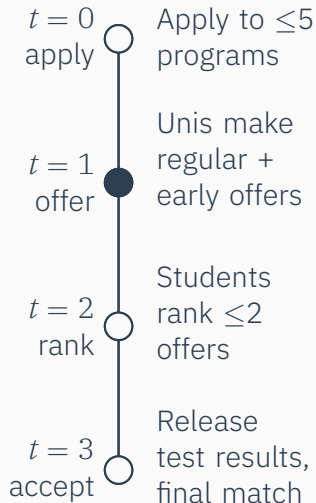 t = 0
apply
Apply to ≤5
programs
t = 1
offer
Unis make
regular +
early offers
t = 2
rank
Students
rank ≤2
offers
t = 3
accept
Release
test results,
final match